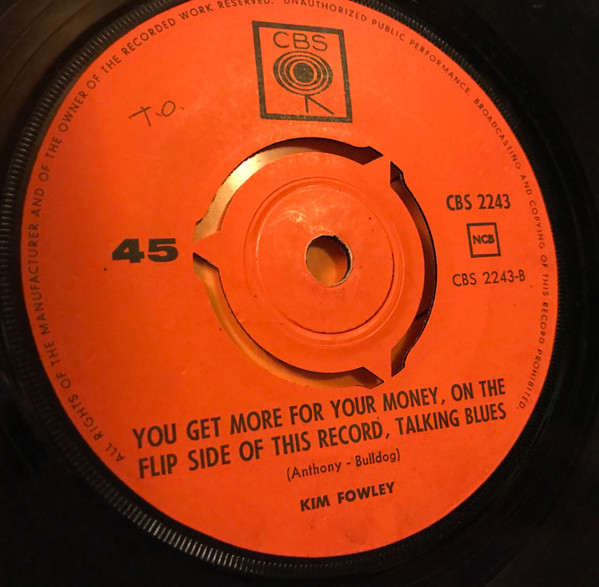 ALL RIGHTS OF THE MANUFACTURER AND OF THE OWNER OF THE RECORDED WORK RESERVED. UNAUTHORIZED PUBLIC PERFORMANCE, BROADCASTING AND COPYING OF THIS RECORD PROHIBITED.
CBS
T.O.
CBS 2243
45
NCB
CBS 2243-B
YOU GET MORE FOR YOUR MONEY, ON THE
FLIP SIDE OF THIS RECORD, TALKING BLUES
(Anthony - Bulldog)
KIM FOWLEY